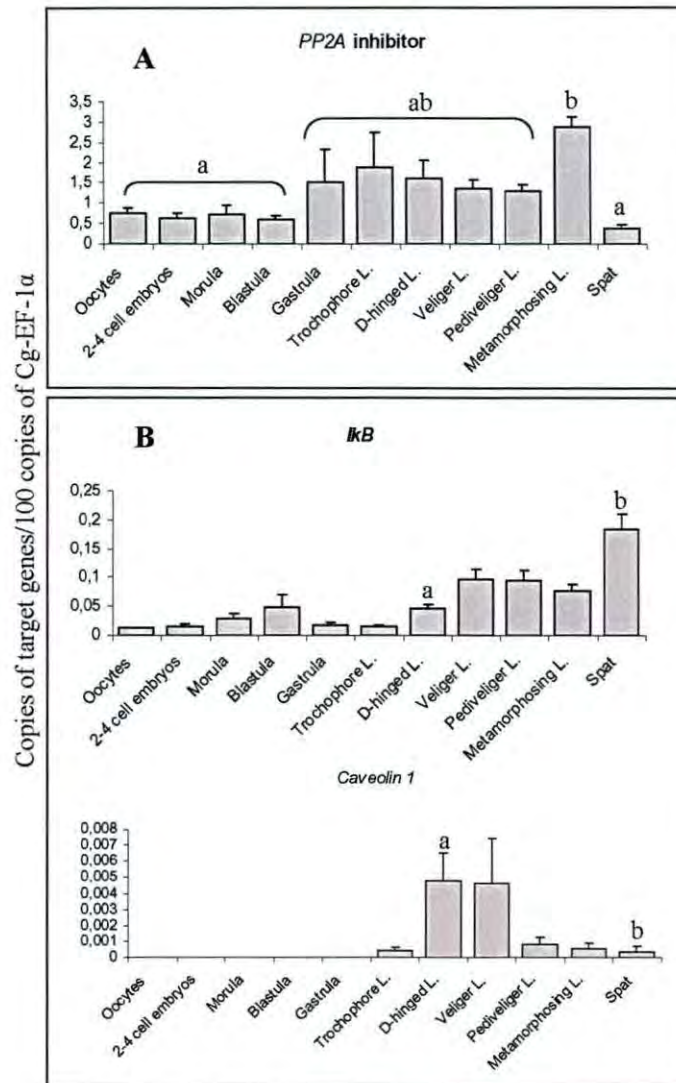 A
PP2A inhibitor
3,5
3
2,5
2
1,5
1
0,5
0
a
ab
b
a
Oocytes
2-4 cell embryos
Morula
Blastula
Gastrula
Trochophore L.
D-hinged L.
Veliger L.
Pediveliger L.
Metamorphosing L.
Spat
Copies of target genes/100 copies of Cg-EF-1α
B
IkB
0,25
0,2
0,15
0,1
0,05
0
a
b
Oocytes
2-4 cell embryos
Morula
Blastula
Gastrula
Trochophore L.
D-hinged L.
Veliger L.
Pediveliger L.
Metamorphosing L.
Spat
Caveolin 1
0,008
0,007
0,006
0,005
0,004
0,003
0,002
0,001
0
a
b
Oocytes
2-4 cell embryos
Morula
Blastula
Gastrula
Trochophore L.
D-hinged L.
Veliger L.
Pediveliger L.
Metamorphosing L.
Spat